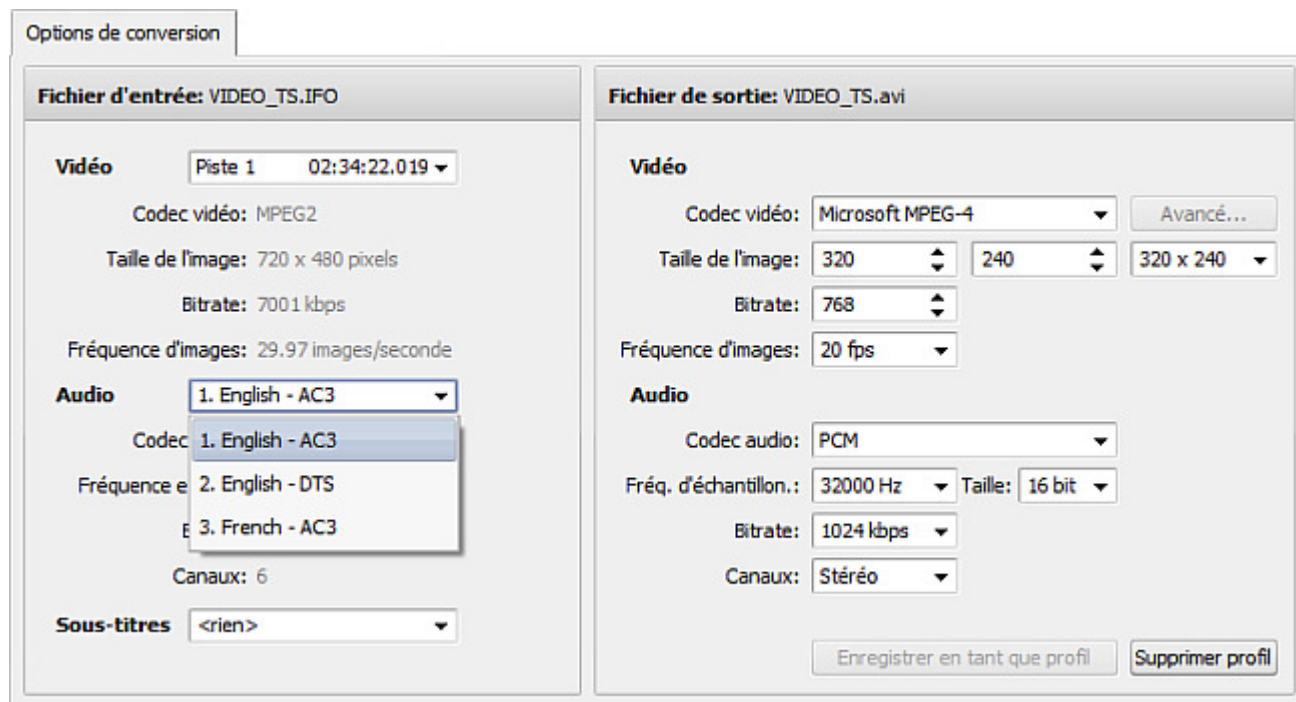 Options de conversion
Fichier d'entrée: VIDEO_TS.IFO
Vidéo Piste 1 02:34:22.019
Codec vidéo: MPEG2
Taille de l'image: 720 x 480 pixels
Bitrate: 7001 kbps
Fréquence d'images: 29.97 images/seconde
Audio 1. English - AC3
Codec 1. English - AC3
Fréquence e 2. English - DTS
3. French - AC3
Canaux: 6
Sous-titres <rien>
Fichier de sortie: VIDEO_TS.avi
Vidéo
Codec vidéo: Microsoft MPEG-4 Avancé...
Taille de l'image: 320 240 320 x 240
Bitrate: 768
Fréquence d'images: 20 fps
Audio
Codec audio: PCM
Fréq. d'échantillon.: 32000 Hz Taille: 16 bit
Bitrate: 1024 kbps
Canaux: Stéréo
Enregistrer en tant que profil Supprimer profil